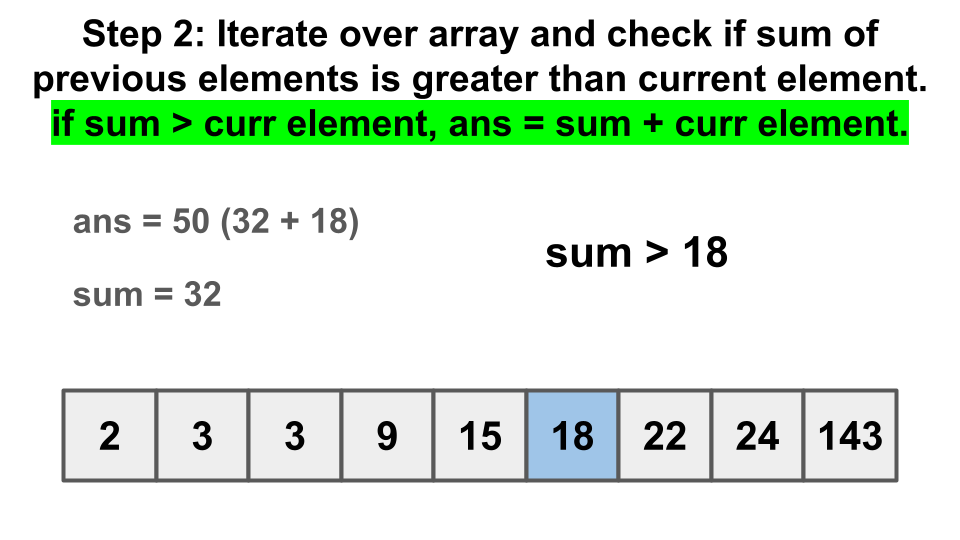 Step 2: Iterate over array and check if sum of
previous elements is greater than current element.
if sum > curr element, ans = sum + curr element.
ans = 50 (32 + 18)
sum > 18
sum = 32
2 3 3 9 15 18 22 24 143